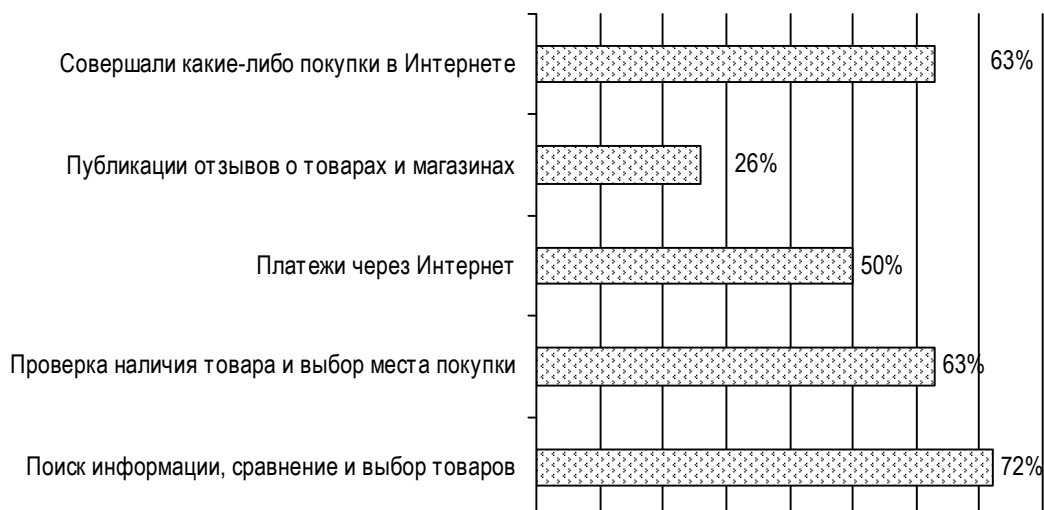 Совершали какие-либо покупки в Интернете
63%
Публикации отзывов о товарах и магазинах
26%
Платежи через Интернет
50%
Проверка наличия товара и выбор места покупки
63%
Поиск информации, сравнение и выбор товаров
72%